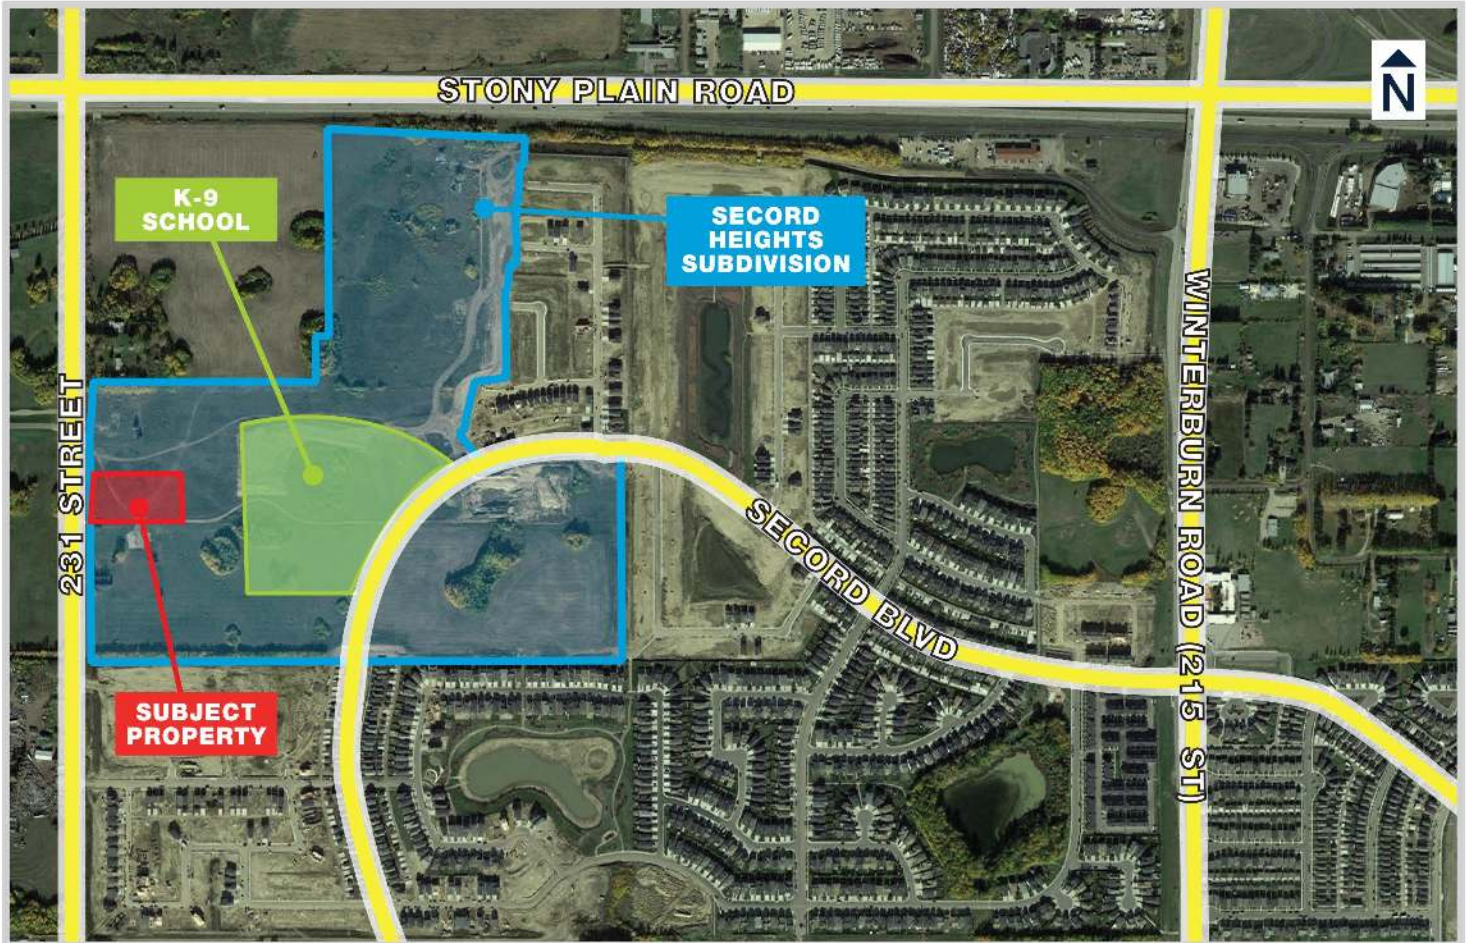 STONY PLAIN ROAD
N
K-9
SCHOOL
SECORD
HEIGHTS
SUBDIVISION
231 STREET
WINTERBURN ROAD (215 ST)
SECORD BLVD
SUBJECT
PROPERTY